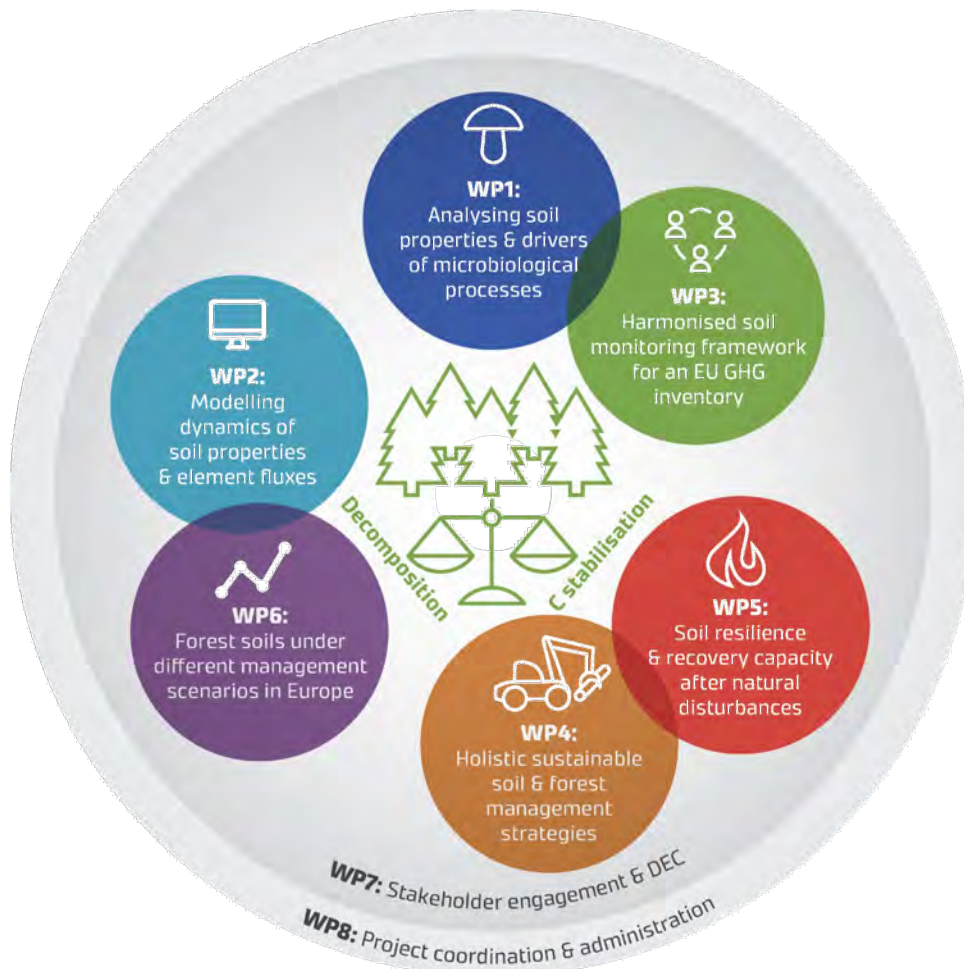 WP1:
Analysing soil
properties & drivers
of microbiological
processes
WP3:
Harmonised soil
monitoring framework
for an EU GHG
inventory
WP2:
Modelling
dynamics of
soil properties
& element fluxes
Decomposition
C stabilisation
WP6:
Forest soils under
different management
scenarios in Europe
WP5:
Soil resilience
& recovery capacity
after natural
disturbances
WP4:
Holistic sustainable
soil & forest
management
strategies
WP7: Stakeholder engagement & DEC
WP8: Project coordination & administration